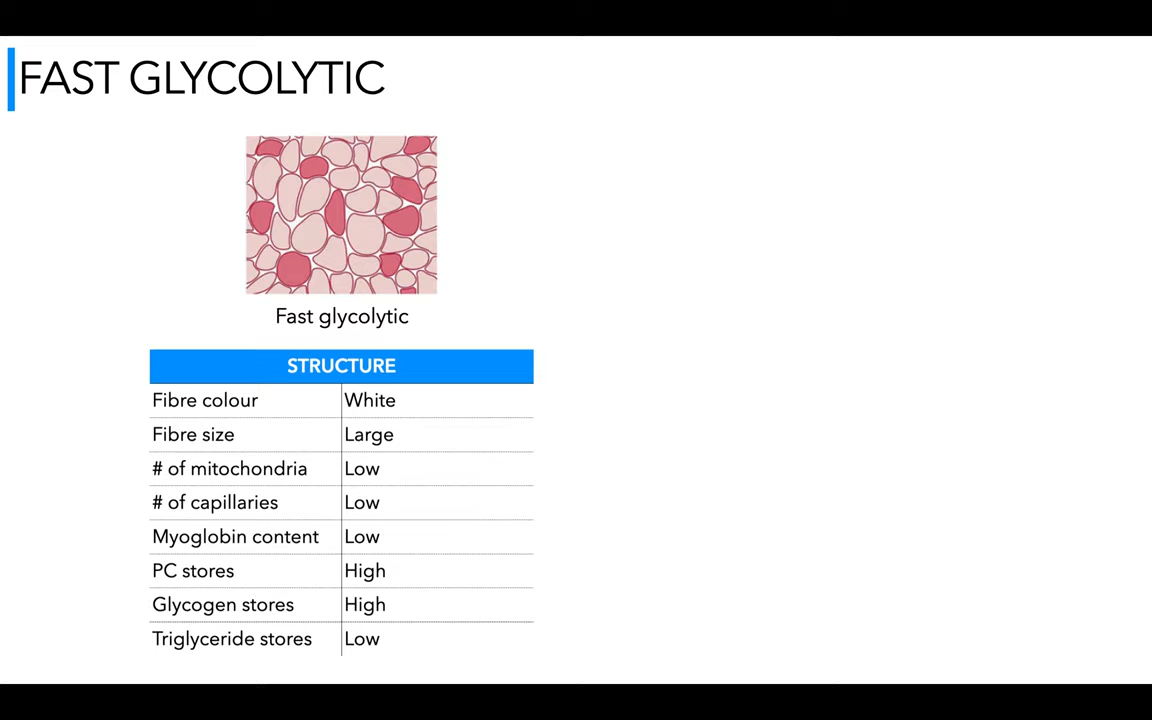 FAST GLYCOLYTIC
Fast glycolytic
STRUCTURE
Fibre colour White
Fibre size Large
# of mitochondria Low
# of capillaries Low
Myoglobin content Low
PC stores High
Glycogen stores High
Triglyceride stores Low